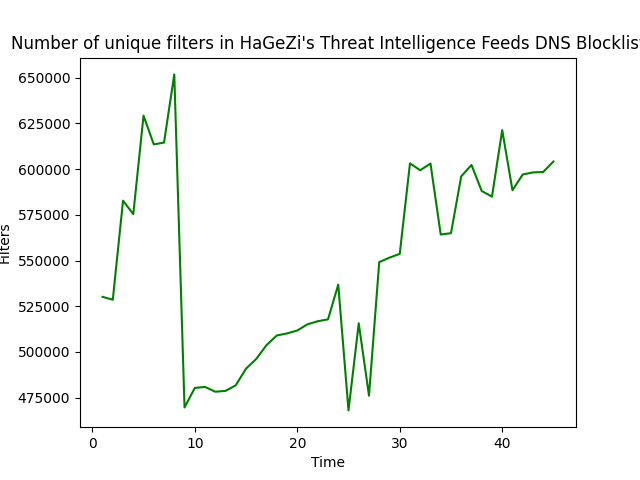 Number of unique filters in HaGeZi's Threat Intelligence Feeds DNS Blocklist
650000
625000
600000
575000
550000
525000
500000
475000
Filters
0 10 20 30 40
Time